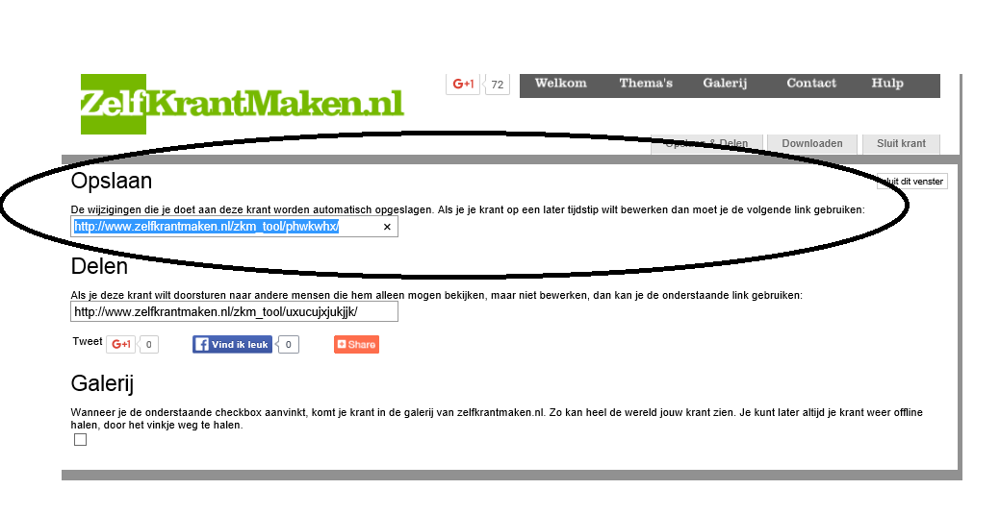 ZelfKrantMaken.nl
G+1 72
Welkom Thema's Galerij Contact Hulp
Opslaan & Delen Downloaden Sluit krant
Opslaan
sluit dit venster
De wijzigingen die je doet aan deze krant worden automatisch opgeslagen. Als je je krant op een later tijdstip wilt bewerken dan moet je de volgende link gebruiken:
http://www.zelfkrantmaken.nl/zkm_tool/phwkwhx/ ×
Delen
Als je deze krant wilt doorsturen naar andere mensen die hem alleen mogen bekijken, maar niet bewerken, dan kan je de onderstaande link gebruiken:
http://www.zelfkrantmaken.nl/zkm_tool/uxucujxjukjjk/
Tweet G+1 0 Vind ik leuk 0 Share
Galerij
Wanneer je de onderstaande checkbox aanvinkt, komt je krant in de galerij van zelfkrantmaken.nl. Zo kan heel de wereld jouw krant zien. Je kunt later altijd je krant weer offline
halen, door het vinkje weg te halen.